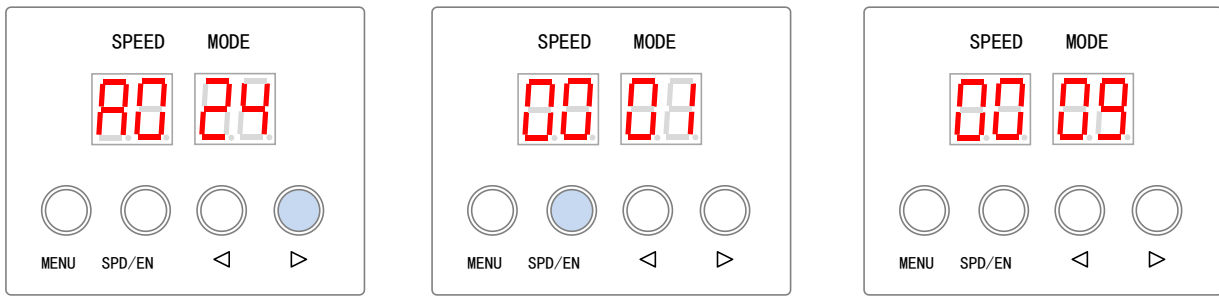 SPEED MODE
A0 24
MENU SPD/EN ◁ ▷
SPEED MODE
00 01
MENU SPD/EN ◁ ▷
SPEED MODE
00 09
MENU SPD/EN ◁ ▷